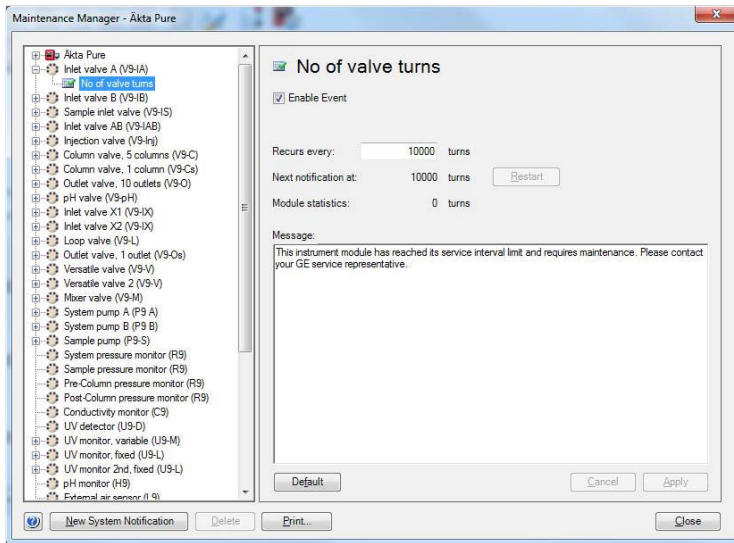 Maintenance Manager - Äkta Pure
Äkta Pure
Inlet valve A (V9-IA)
No of valve turns
Inlet valve B (V9-IB)
Sample inlet valve (V9-IS)
Inlet valve AB (V9-IAB)
Injection valve (V9-Inj)
Column valve, 5 columns (V9-C)
Column valve, 1 column (V9-Cs)
Outlet valve, 10 outlets (V9-O)
pH valve (V9-pH)
Inlet valve X1 (V9-IX)
Inlet valve X2 (V9-IX)
Loop valve (V9-L)
Outlet valve, 1 outlet (V9-Os)
Versatile valve (V9-V)
Versatile valve 2 (V9-V)
Mixer valve (V9-M)
System pump A (P9 A)
System pump B (P9 B)
Sample pump (P9-S)
System pressure monitor (R9)
Sample pressure monitor (R9)
Pre-Column pressure monitor (R9)
Post-Column pressure monitor (R9)
Conductivity monitor (C9)
UV detector (U9-D)
UV monitor, variable (U9-M)
UV monitor, fixed (U9-L)
UV monitor 2nd, fixed (U9-L)
pH monitor (H9)
External air sensor (L9)
No of valve turns
Enable Event
Recurs every: 10000 turns
Next notification at: 10000 turns Restart
Module statistics: 0 turns
Message:
This instrument module has reached its service interval limit and requires maintenance. Please contact
your GE service representative.
Default Cancel Apply
New System Notification Delete Print... Close